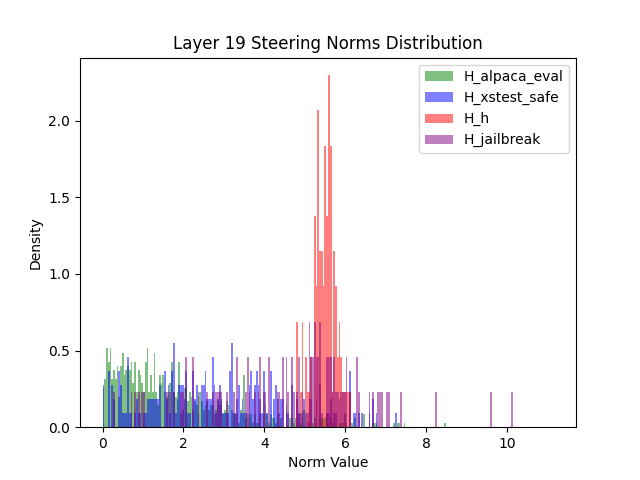 Layer 19 Steering Norms Distribution
H_alpaca_eval
H_xstest_safe
H_h
H_jailbreak
Density
2.0
1.5
1.0
0.5
0.0
0
2
4
6
8
10
Norm Value